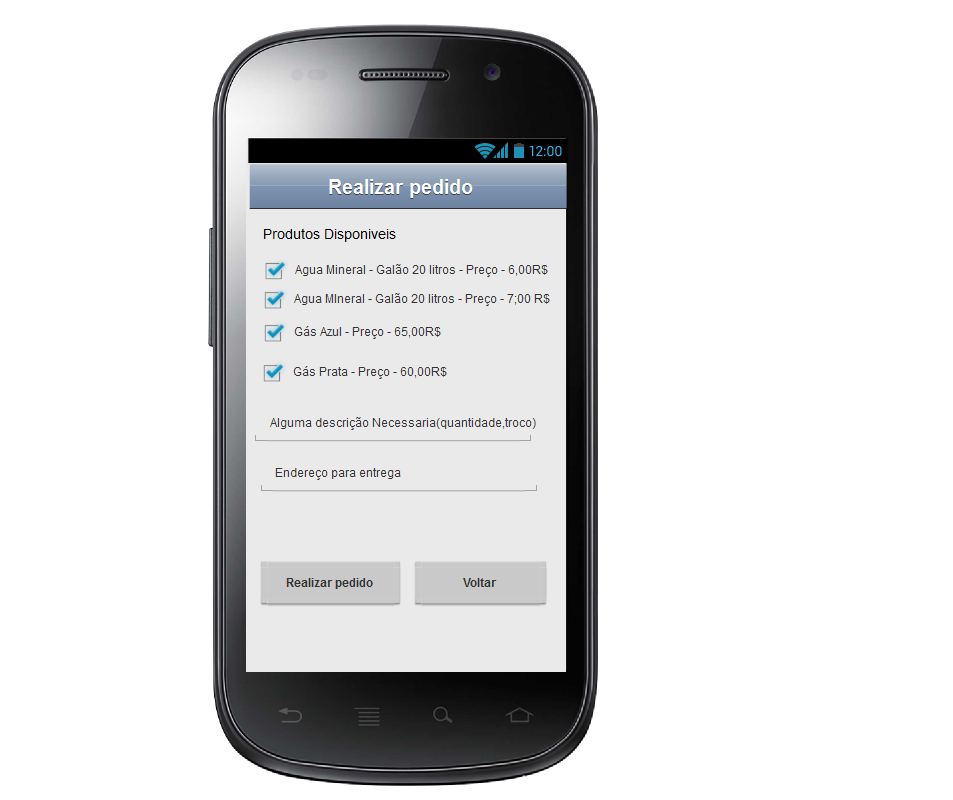 12:00
Realizar pedido
Produtos Disponiveis
Agua Mineral - Galão 20 litros - Preço - 6,00R$
Agua MIneral - Galão 20 litros - Preço - 7;00 R$
Gás Azul - Preço - 65,00R$
Gás Prata - Preço - 60,00R$
Alguma descrição Necessaria(quantidade,troco)
Endereço para entrega
Realizar pedido Voltar